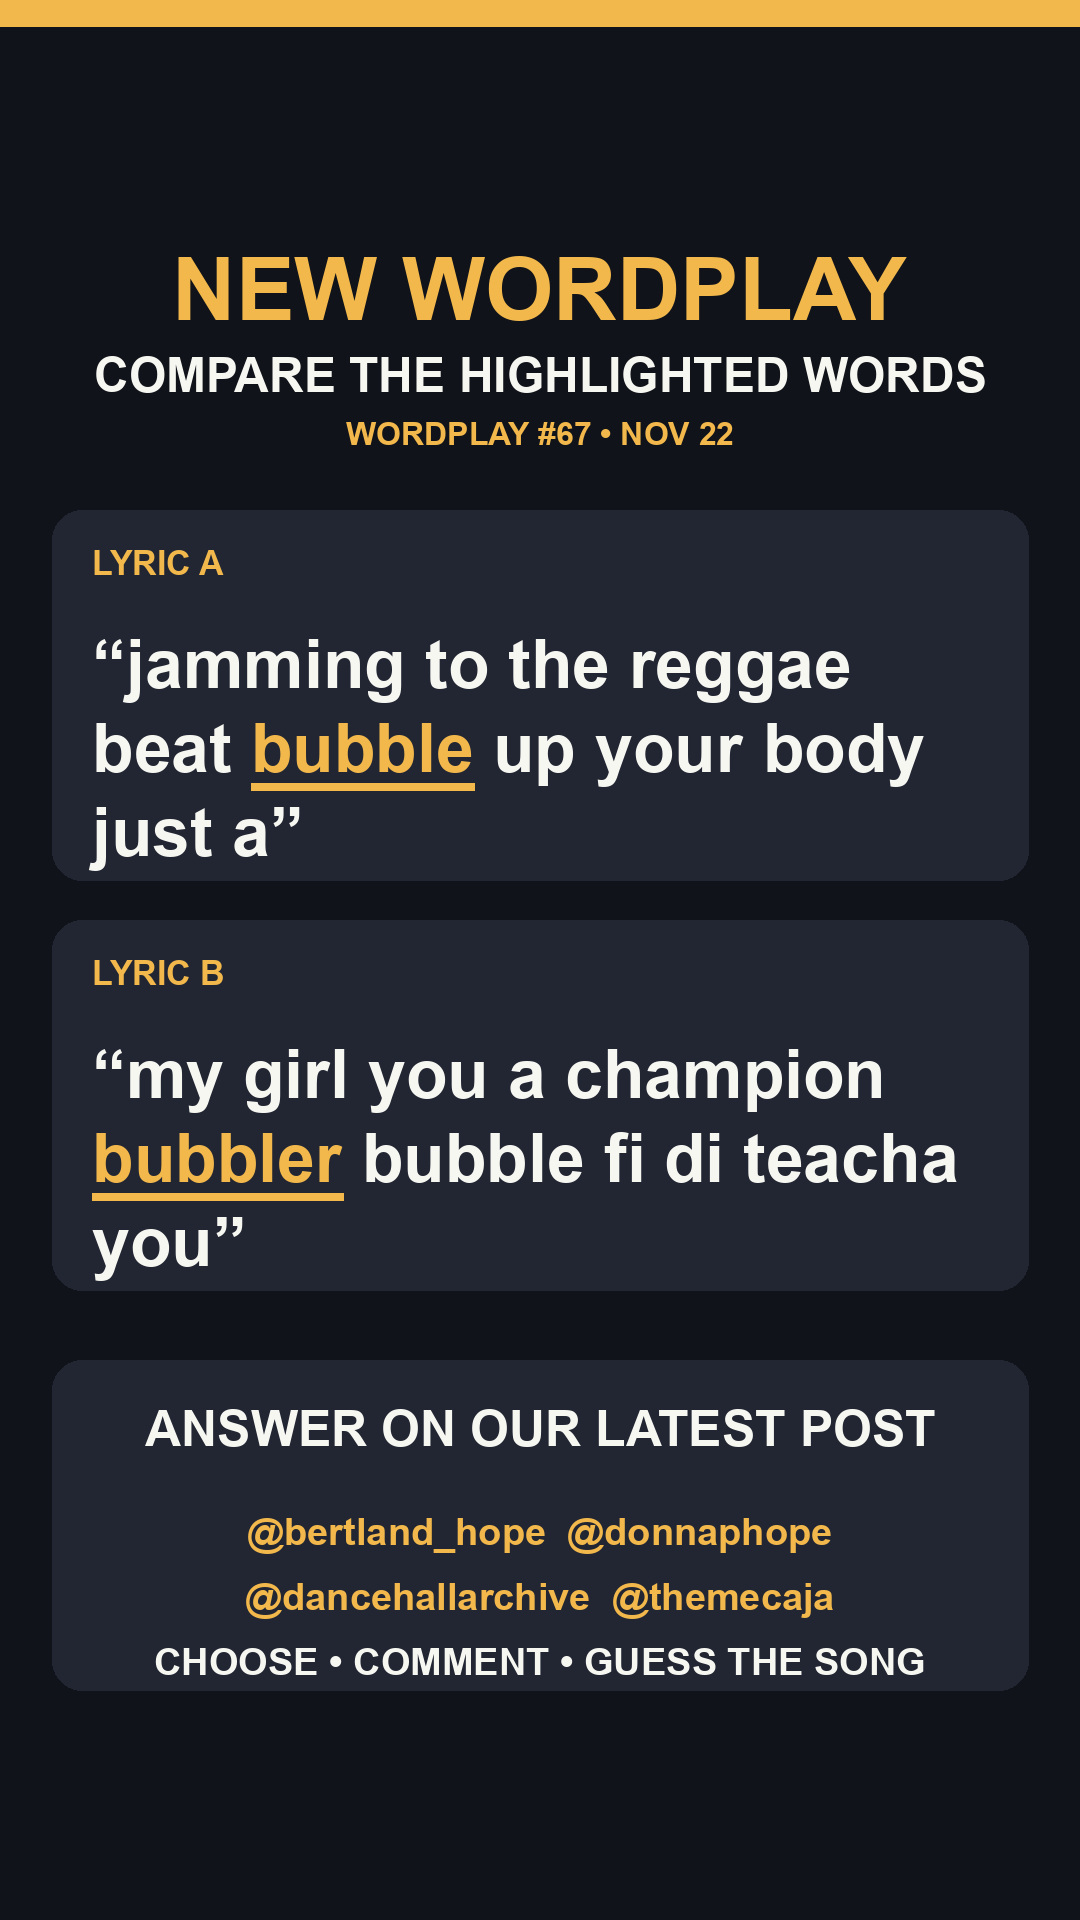 NEW WORDPLAY
COMPARE THE HIGHLIGHTED WORDS
WORDPLAY #67 • NOV 22
LYRIC A
“jamming to the reggae
beat bubble up your body
just a”
LYRIC B
“my girl you a champion
bubbler bubble fi di teacha
you”
ANSWER ON OUR LATEST POST
@bertland_hope @donnaphope
@dancehallarchive @themecaja
CHOOSE • COMMENT • GUESS THE SONG